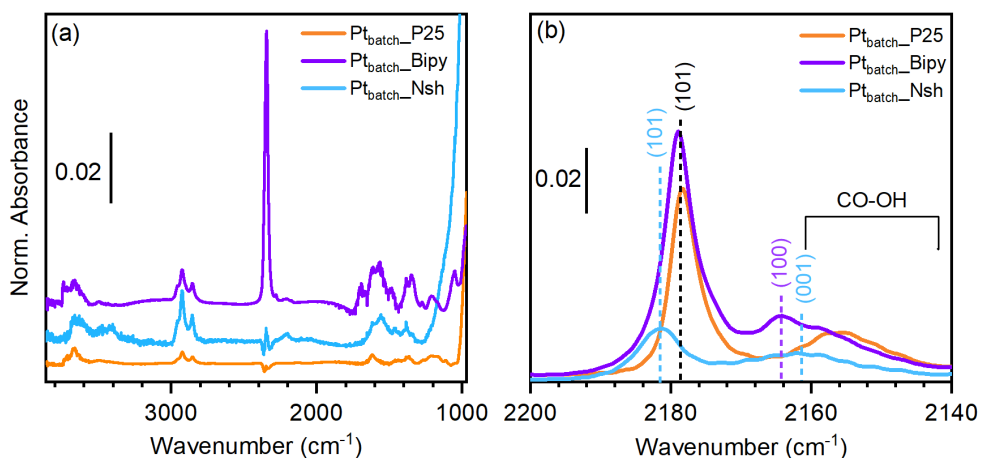 (a)
Pt_batch_P25
Pt_batch_Bipy
Pt_batch_Nsh
0.02
Norm. Absorbance
3000 2000 1000
Wavenumber (cm⁻¹)
(b)
Pt_batch_P25
Pt_batch_Bipy
Pt_batch_Nsh
0.02
(101)
(101)
(100)
(001)
CO-OH
2200 2180 2160 2140
Wavenumber (cm⁻¹)